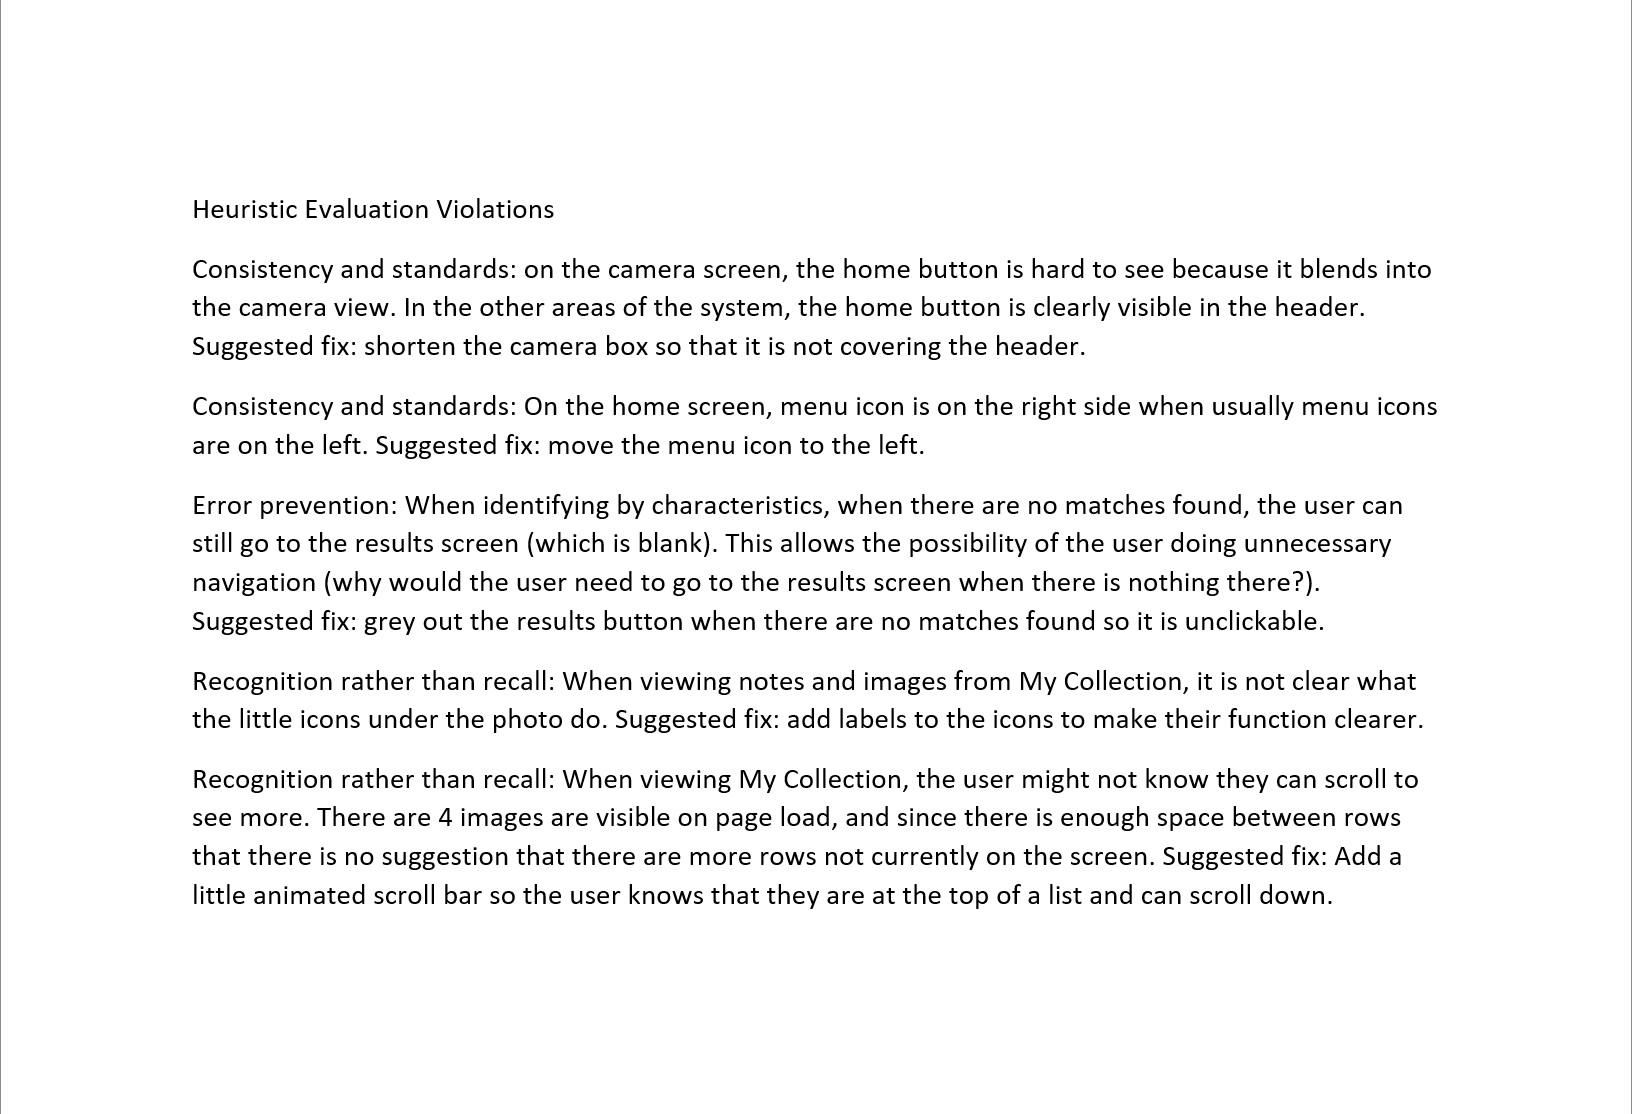 Heuristic Evaluation Violations
Consistency and standards: on the camera screen, the home button is hard to see because it blends into
the camera view. In the other areas of the system, the home button is clearly visible in the header.
Suggested fix: shorten the camera box so that it is not covering the header.
Consistency and standards: On the home screen, menu icon is on the right side when usually menu icons
are on the left. Suggested fix: move the menu icon to the left.
Error prevention: When identifying by characteristics, when there are no matches found, the user can
still go to the results screen (which is blank). This allows the possibility of the user doing unnecessary
navigation (why would the user need to go to the results screen when there is nothing there?).
Suggested fix: grey out the results button when there are no matches found so it is unclickable.
Recognition rather than recall: When viewing notes and images from My Collection, it is not clear what
the little icons under the photo do. Suggested fix: add labels to the icons to make their function clearer.
Recognition rather than recall: When viewing My Collection, the user might not know they can scroll to
see more. There are 4 images are visible on page load, and since there is enough space between rows
that there is no suggestion that there are more rows not currently on the screen. Suggested fix: Add a
little animated scroll bar so the user knows that they are at the top of a list and can scroll down.